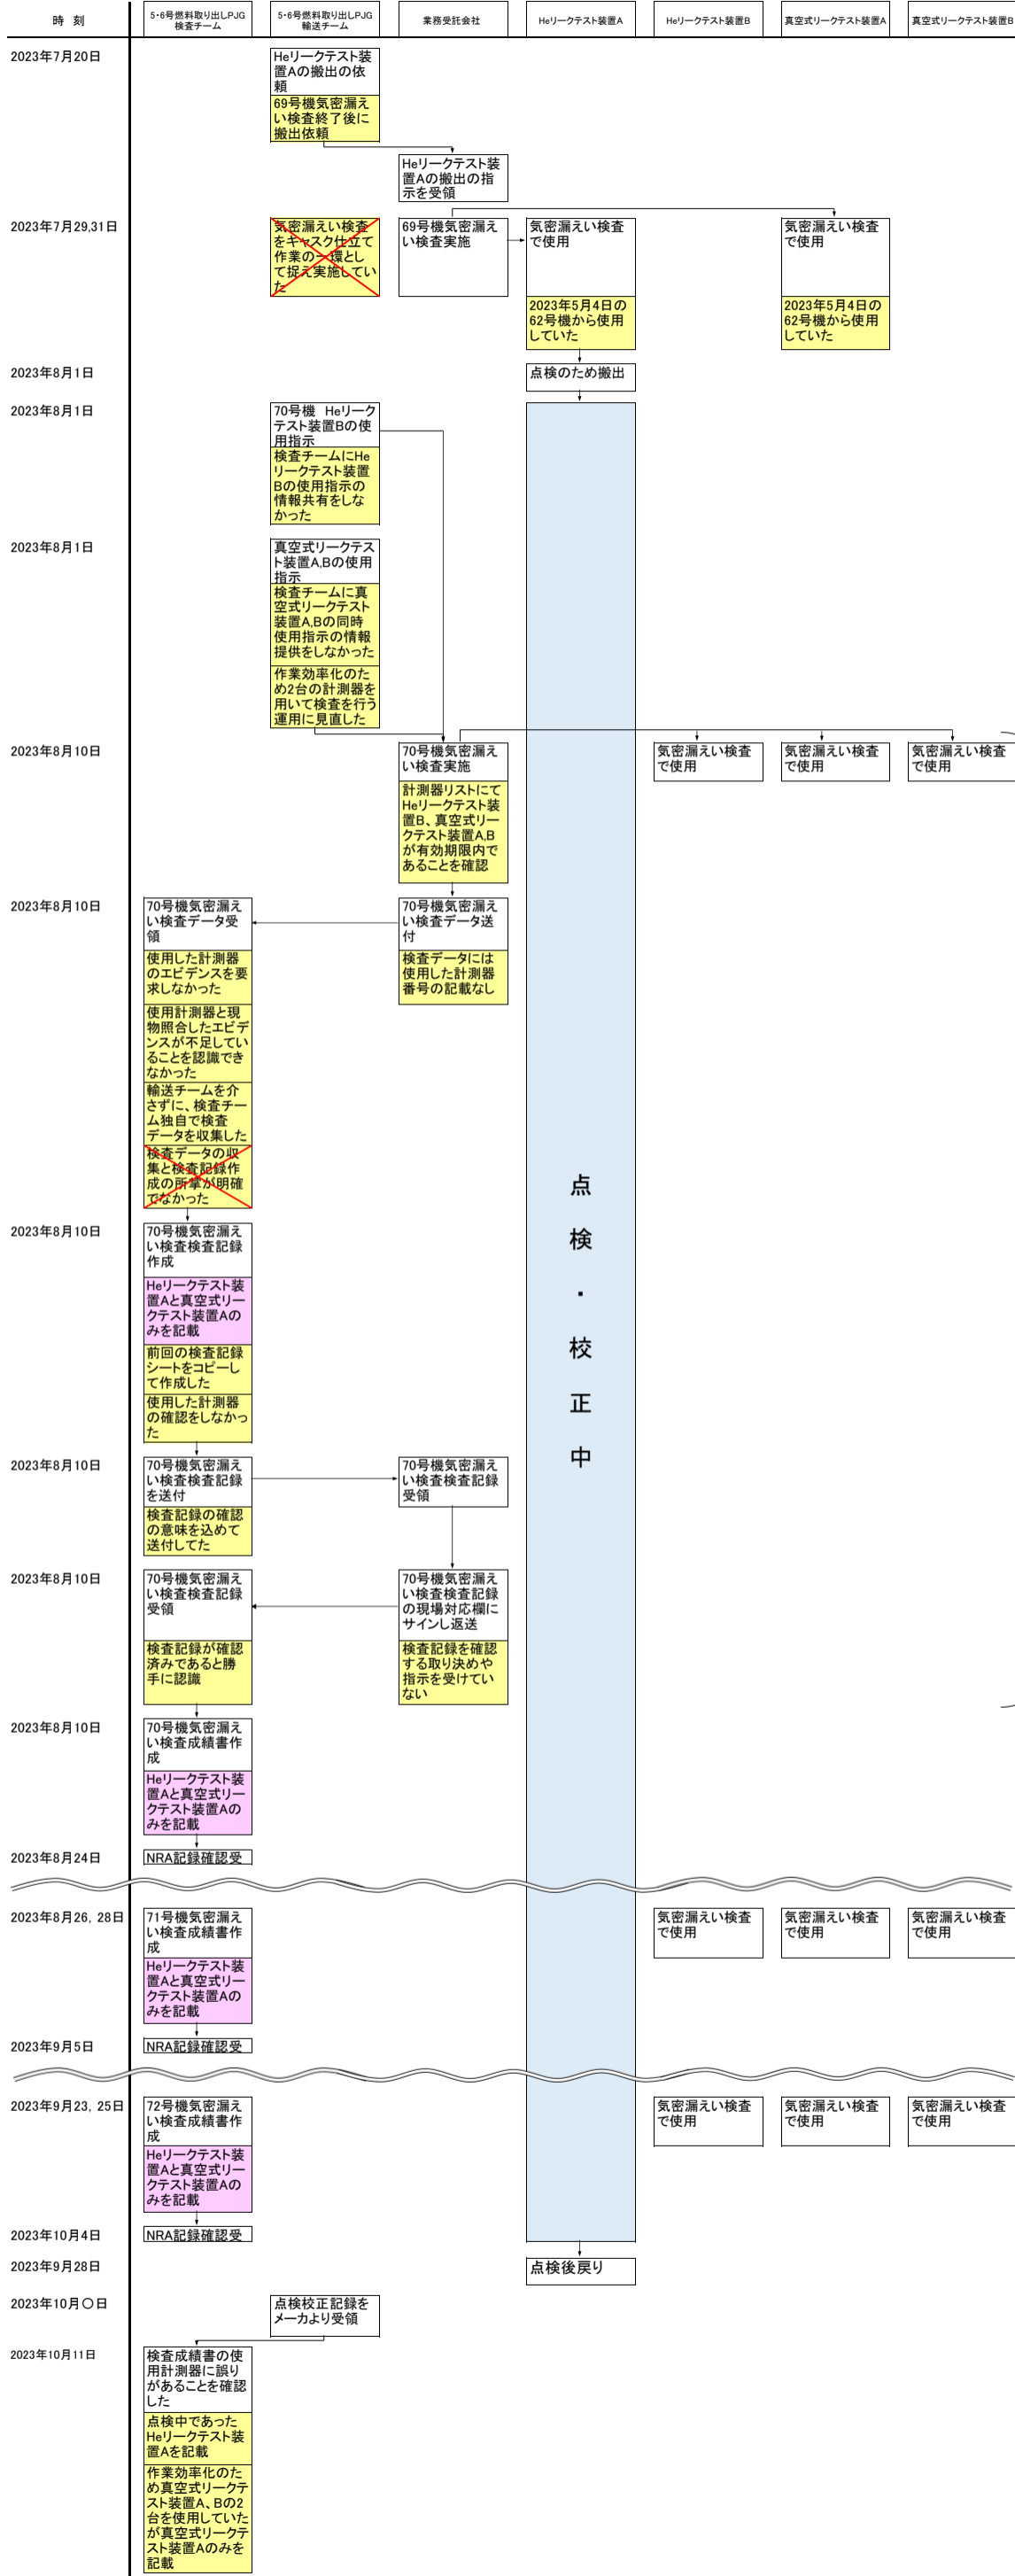 時 刻
5・6号燃料取り出しPJG
検査チーム
5・6号燃料取り出しPJG
輸送チーム
業務受託会社
Heリークテスト装置A
Heリークテスト装置B
真空式リークテスト装置A
真空式リークテスト装置B
2023年7月20日
Heリークテスト装
置Aの搬出の依
頼
69号機気密漏え
い検査終了後に
搬出依頼
Heリークテスト装
置Aの搬出の指
示を受領
2023年7月29,31日
気密漏えい検査
をキャスク仕立て
作業の一環とし
て捉え実施してい
た
69号機気密漏え
い検査実施
気密漏えい検査
で使用
2023年5月4日の
62号機から使用
していた
気密漏えい検査
で使用
2023年5月4日の
62号機から使用
していた
2023年8月1日
点検のため搬出
2023年8月1日
70号機 Heリーク
テスト装置Bの使
用指示
検査チームにHe
リークテスト装置
Bの使用指示の
情報共有をしな
かった
2023年8月1日
真空式リークテス
ト装置A,Bの使用
指示
検査チームに真
空式リークテスト
装置A,Bの同時
使用指示の情報
提供をしなかった
作業効率化のた
め2台の計測器を
用いて検査を行う
運用に見直した
2023年8月10日
70号機気密漏え
い検査実施
計測器リストにて
Heリークテスト装
置B、真空式リー
クテスト装置A,B
が有効期限内で
あることを確認
気密漏えい検査
で使用
気密漏えい検査
で使用
気密漏えい検査
で使用
2023年8月10日
70号機気密漏え
い検査データ受
領
使用した計測器
のエビデンスを要
求しなかった
使用計測器と現
物照合したエビデ
ンスが不足してい
ることを認識でき
なかった
輸送チームを介
さずに、検査チー
ム独自で検査
データを収集した
検査データの収
集と検査記録作
成の所掌が明確
でなかった
70号機気密漏え
い検査データ送
付
検査データには
使用した計測器
番号の記載なし
点
検
・
校
正
中
2023年8月10日
70号機気密漏え
い検査検査記録
作成
Heリークテスト装
置Aと真空式リー
クテスト装置Aの
みを記載
前回の検査記録
シートをコピーし
て作成した
使用した計測器
の確認をしなかっ
た
2023年8月10日
70号機気密漏え
い検査検査記録
を送付
検査記録の確認
の意味を込めて
送付してた
70号機気密漏え
い検査検査記録
受領
2023年8月10日
70号機気密漏え
い検査検査記録
受領
検査記録が確認
済みであると勝
手に認識
70号機気密漏え
い検査検査記録
の現場対応欄に
サインし返送
検査記録を確認
する取り決めや
指示を受けてい
ない
2023年8月10日
70号機気密漏え
い検査成績書作
成
Heリークテスト装
置Aと真空式リー
クテスト装置Aの
みを記載
2023年8月24日
NRA記録確認受
2023年8月26, 28日
71号機気密漏え
い検査成績書作
成
Heリークテスト装
置Aと真空式リー
クテスト装置Aの
みを記載
気密漏えい検査
で使用
気密漏えい検査
で使用
気密漏えい検査
で使用
2023年9月5日
NRA記録確認受
2023年9月23, 25日
72号機気密漏え
い検査成績書作
成
Heリークテスト装
置Aと真空式リー
クテスト装置Aの
みを記載
気密漏えい検査
で使用
気密漏えい検査
で使用
気密漏えい検査
で使用
2023年10月4日
NRA記録確認受
2023年9月28日
点検後戻り
2023年10月〇日
点検校正記録を
メーカより受領
2023年10月11日
検査成績書の使
用計測器に誤り
があることを確認
した
点検中であった
Heリークテスト装
置Aを記載
作業効率化のた
め真空式リークテ
スト装置A、Bの2
台を使用していた
が真空式リークテ
スト装置Aのみを
記載